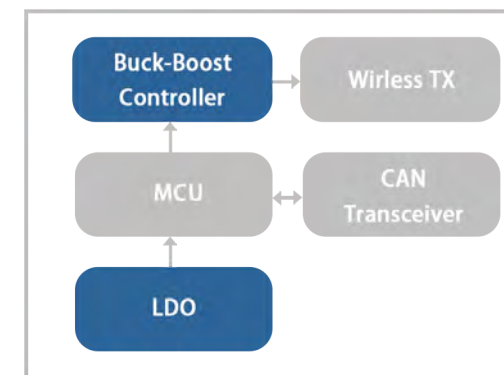 Buck-Boost
Controller
Wirless TX
MCU
CAN
Transceiver
LDO